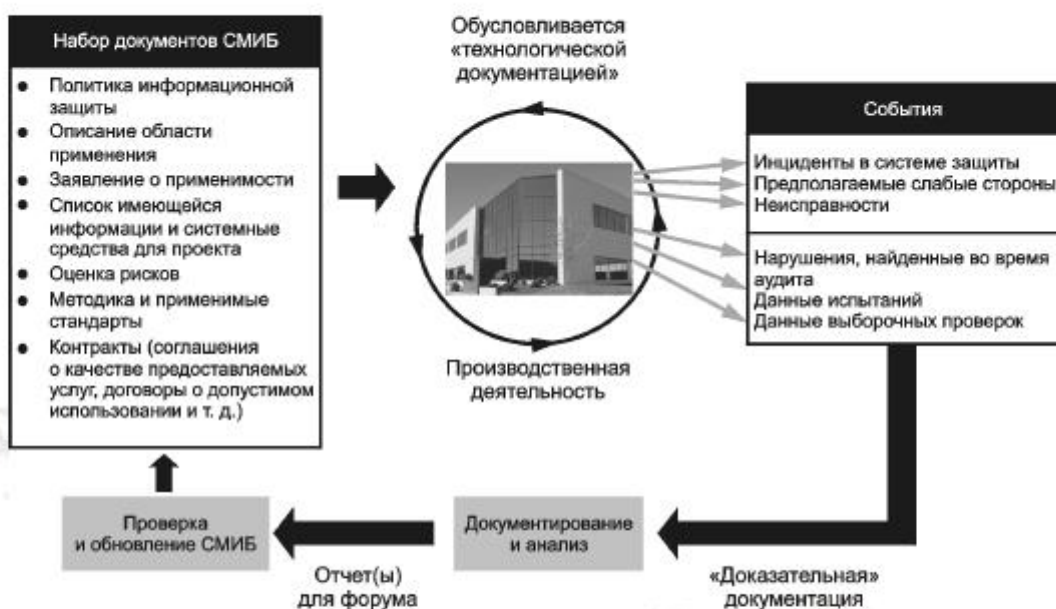 Набор документов СМИБ
Политика информационной
защиты
Описание области
применения
Заявление о применимости
Список имеющейся
информации и системные
средства для проекта
Оценка рисков
Методика и применимые
стандарты
Контракты (соглашения
о качестве предоставляемых
услуг, договоры о допустимом
использовании и т. д.)
Обусловливается
«технологической
документацией»
Производственная
деятельность
События
Инциденты в системе защиты
Предполагаемые слабые стороны
Неисправности
Нарушения, найденные во время
аудита
Данные испытаний
Данные выборочных проверок
«Доказательная»
документация
Документирование
и анализ
Отчет(ы)
для форума
Проверка
и обновление СМИБ